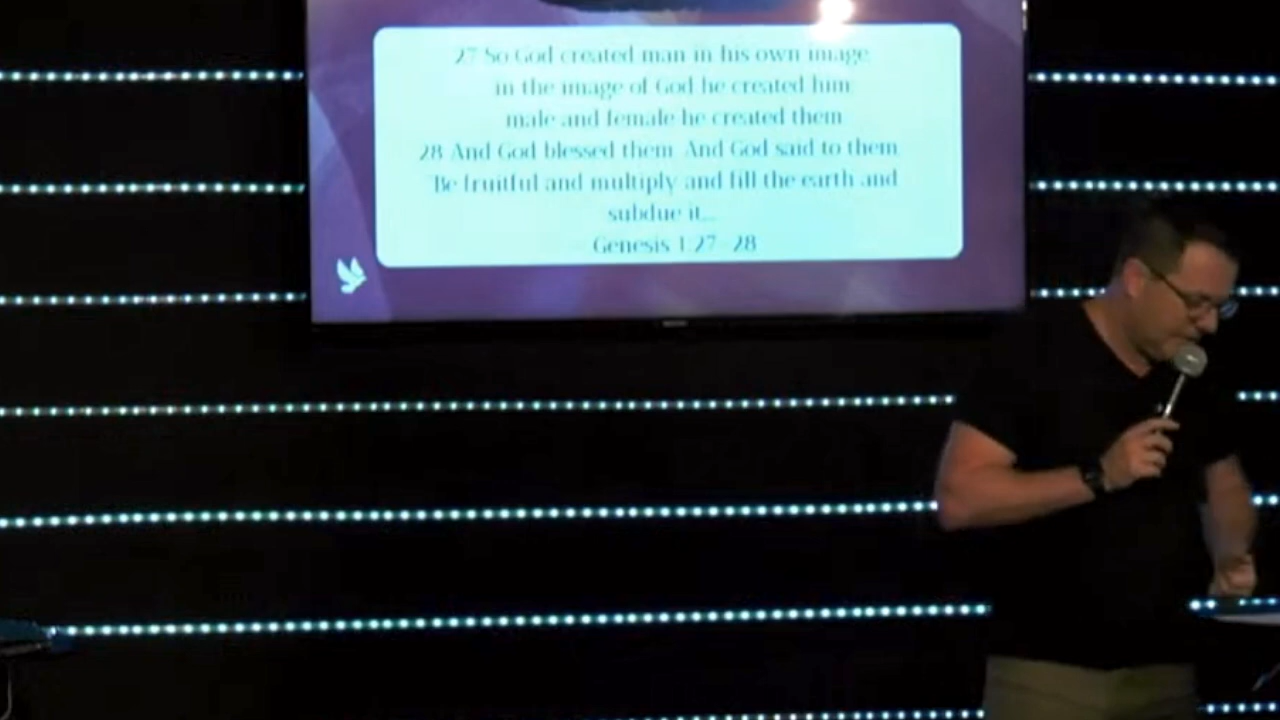 27 So God created man in his own image
in the image of God he created him
male and female he created them
28 And God blessed them. And God said to them
Be fruitful and multiply and fill the earth and
subdue it...
Genesis 1:27-28